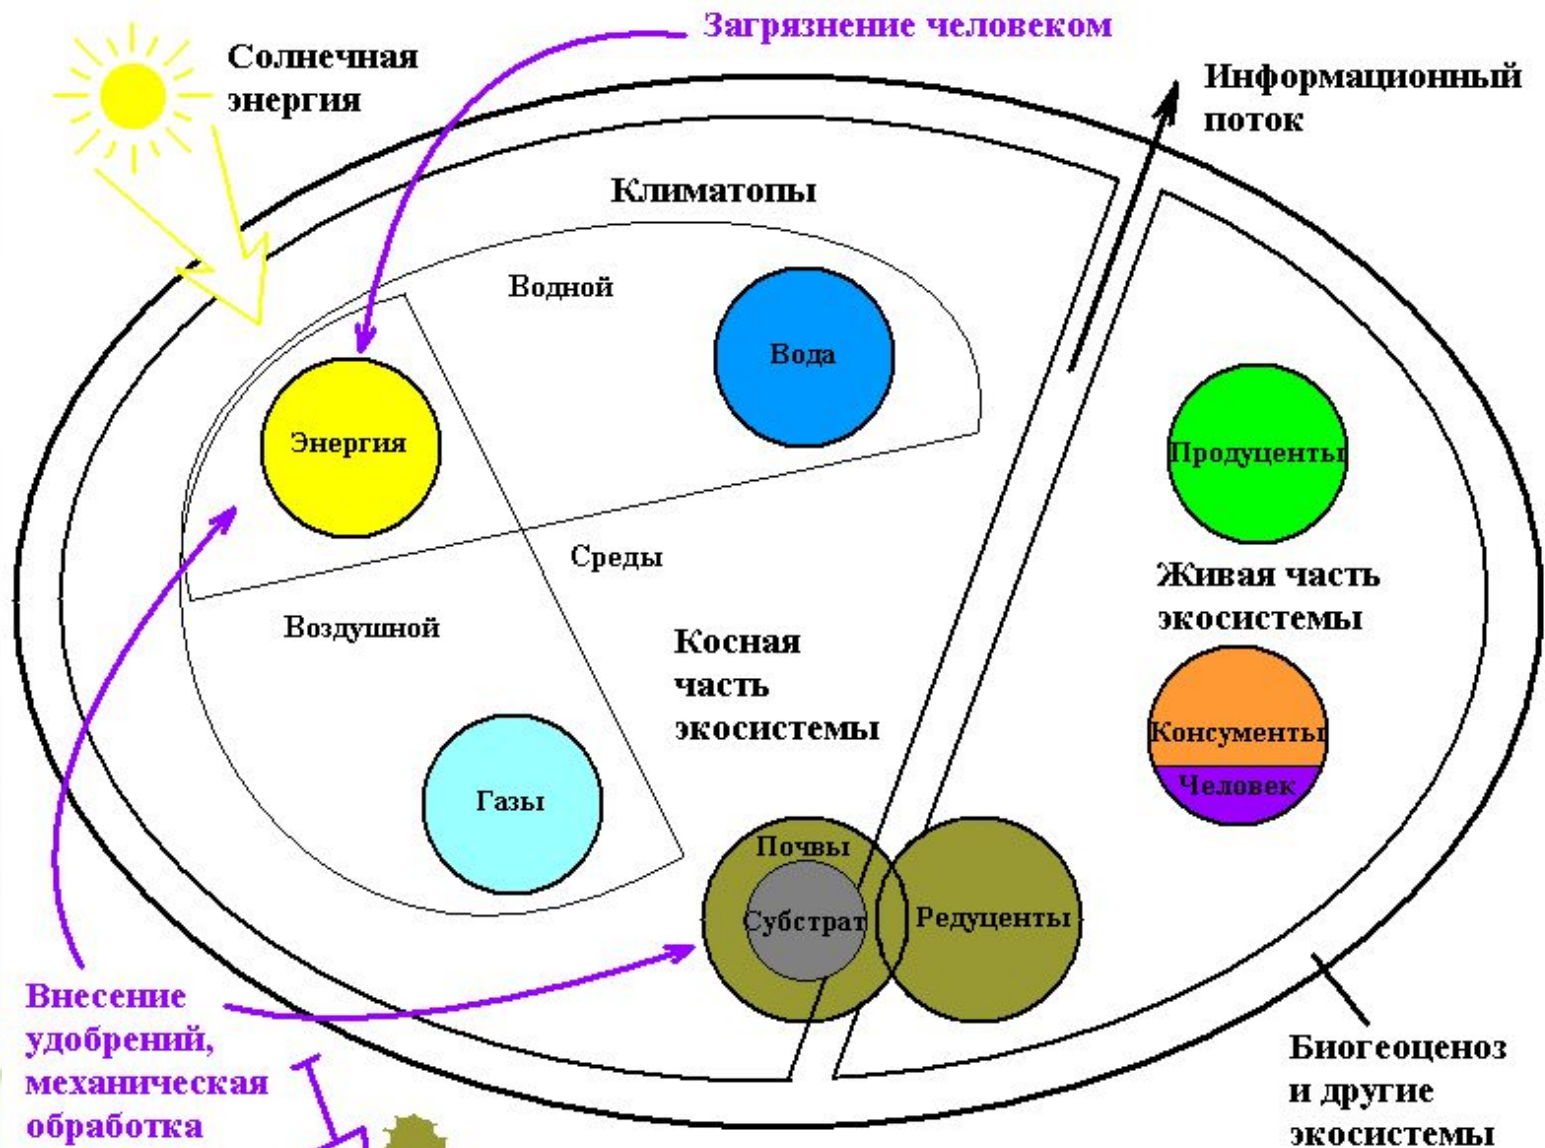 Загрязнение человеком
Солнечная
энергия
Информационный
поток
Климатопы
Водной
Вода
Энергия
Продуценты
Среды
Живая часть
экосистемы
Воздушной
Косная
часть
экосистемы
Консументы
Человек
Газы
Почвы
Субстрат
Редуценты
Внесение
удобрений,
механическая
обработка
Биогеоценоз
и другие
экосистемы